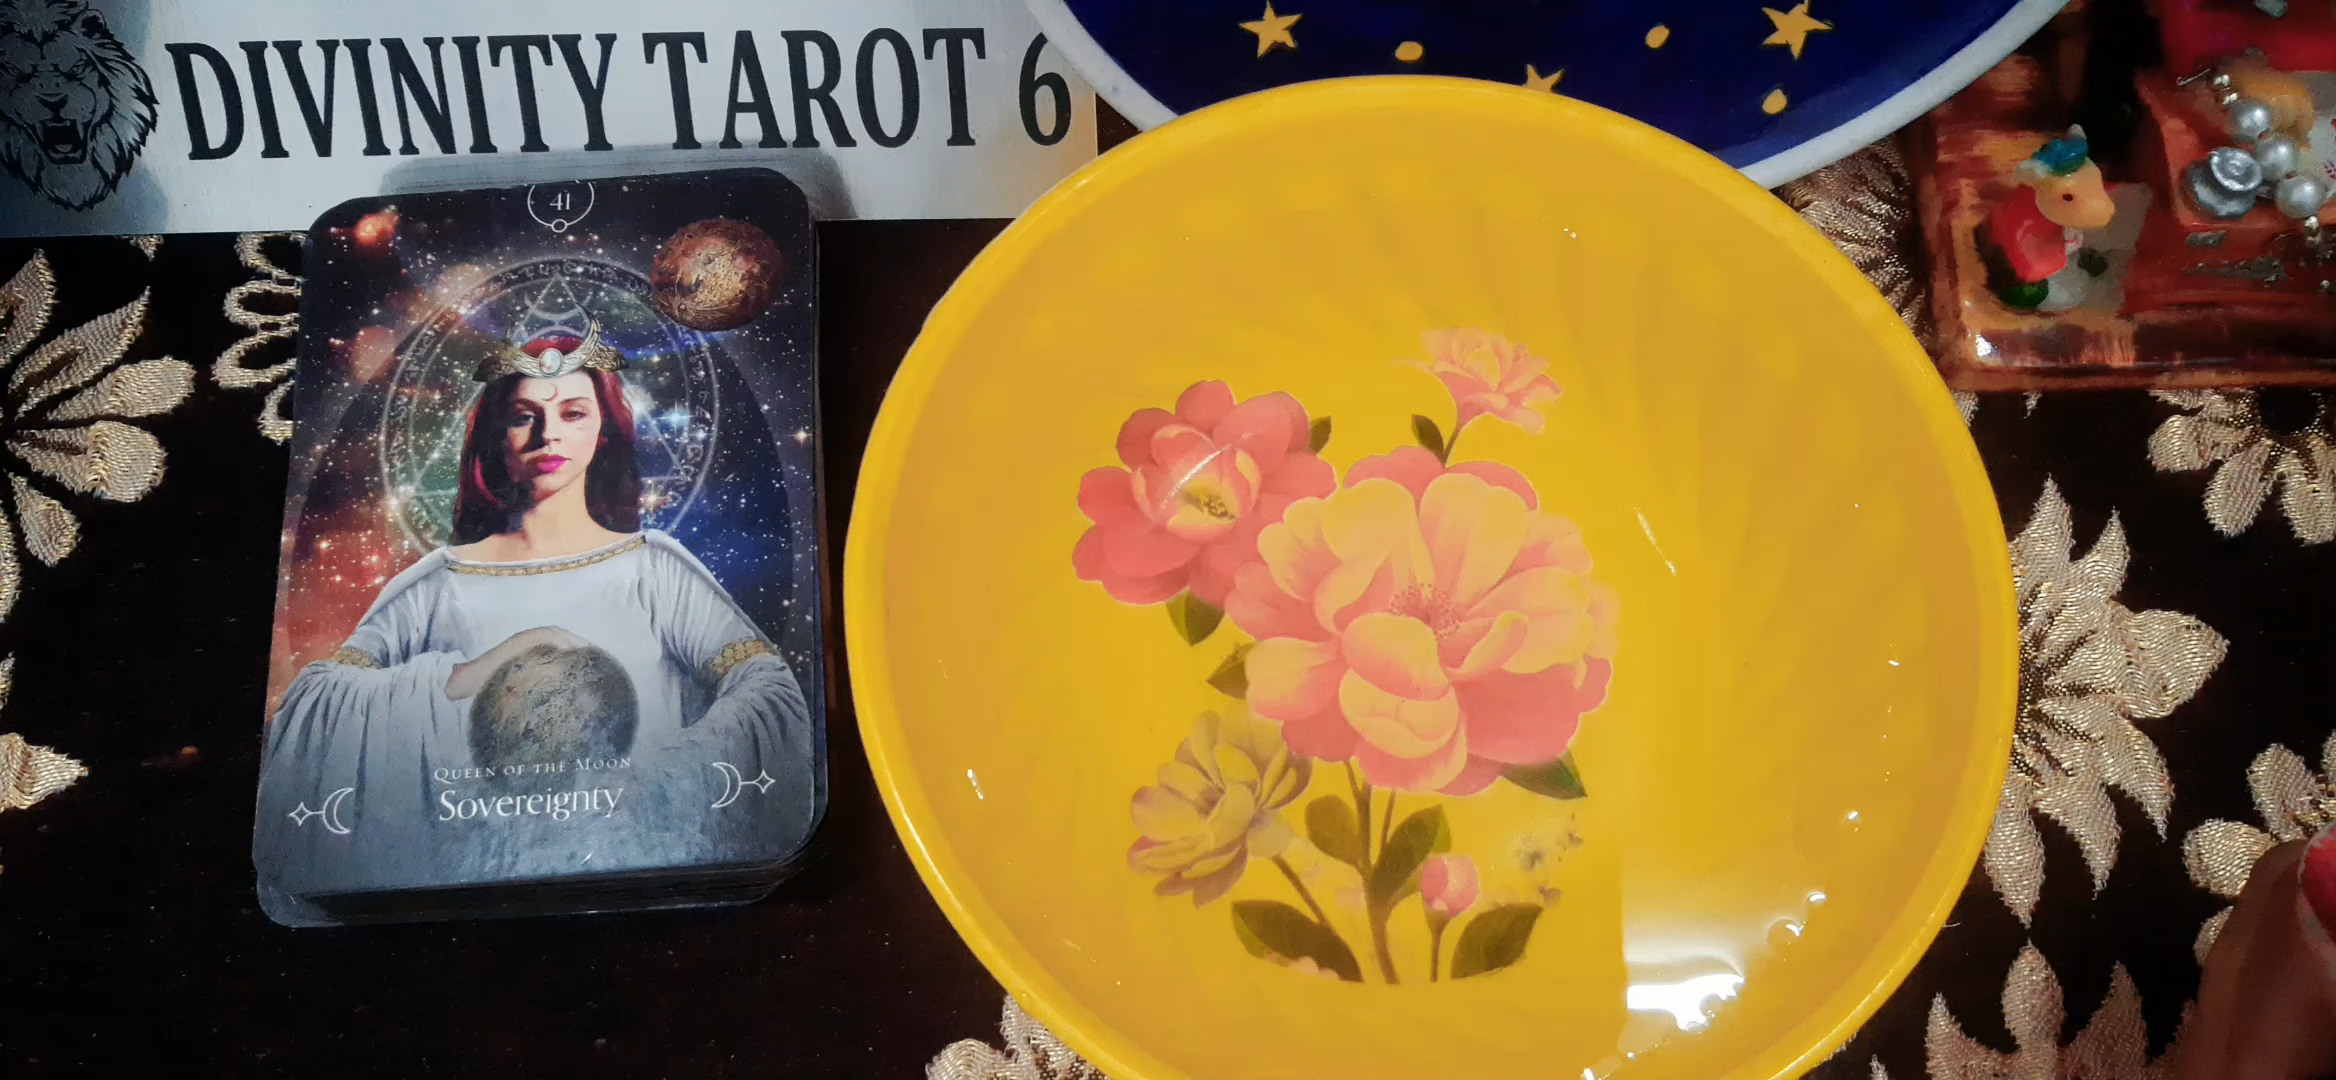 DIVINITY TAROT 6
41
QUEEN OF THE MOON
Sovereignty